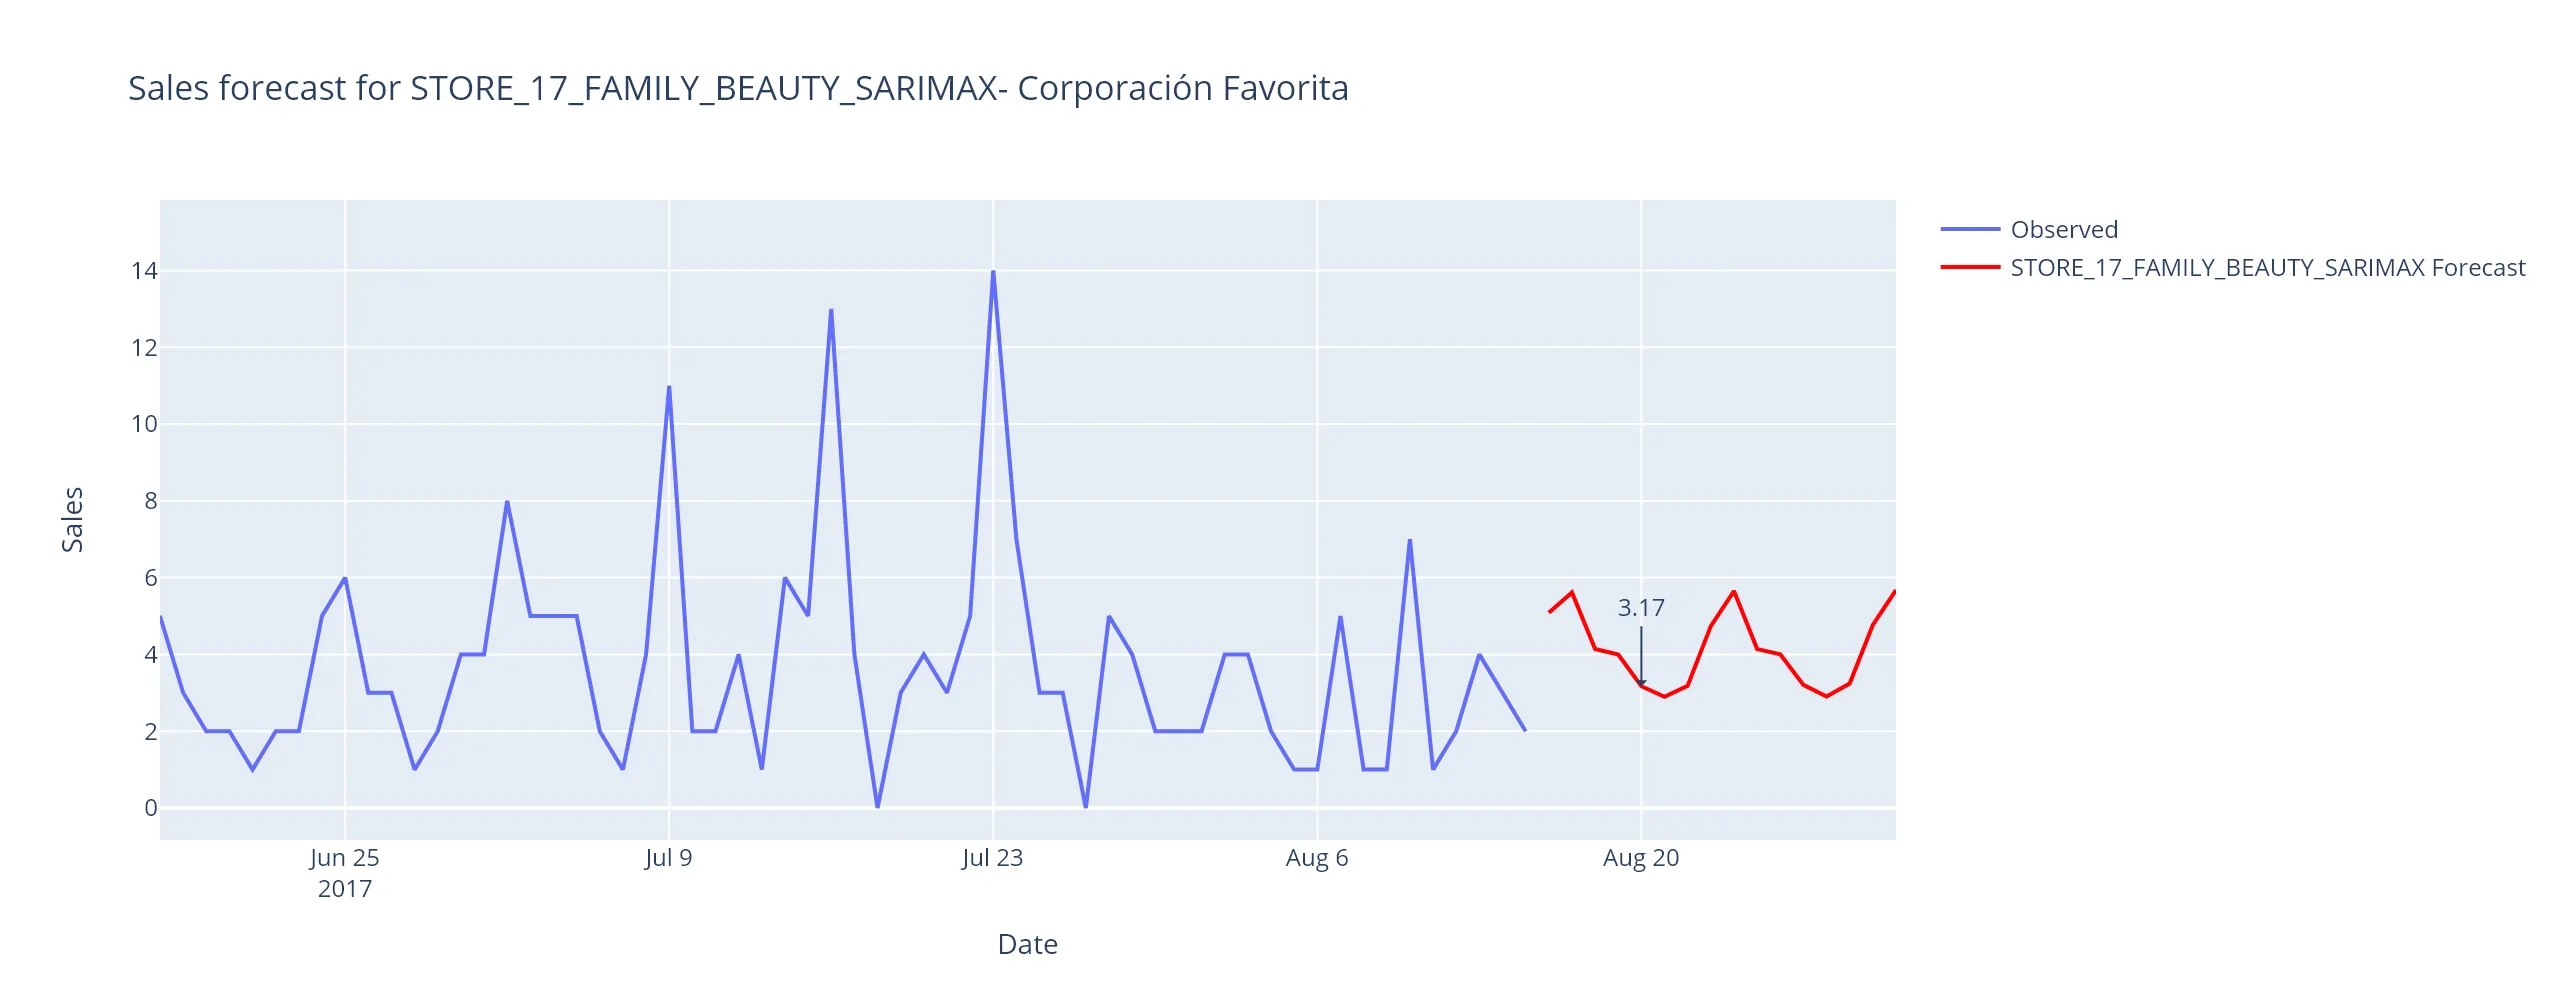 Sales forecast for STORE_17_FAMILY_BEAUTY_SARIMAX- Corporación Favorita
Observed
STORE_17_FAMILY_BEAUTY_SARIMAX Forecast
14
12
10
8
6
4
2
0
Sales
3.17
Jun 25
2017
Jul 9
Jul 23
Aug 6
Aug 20
Date